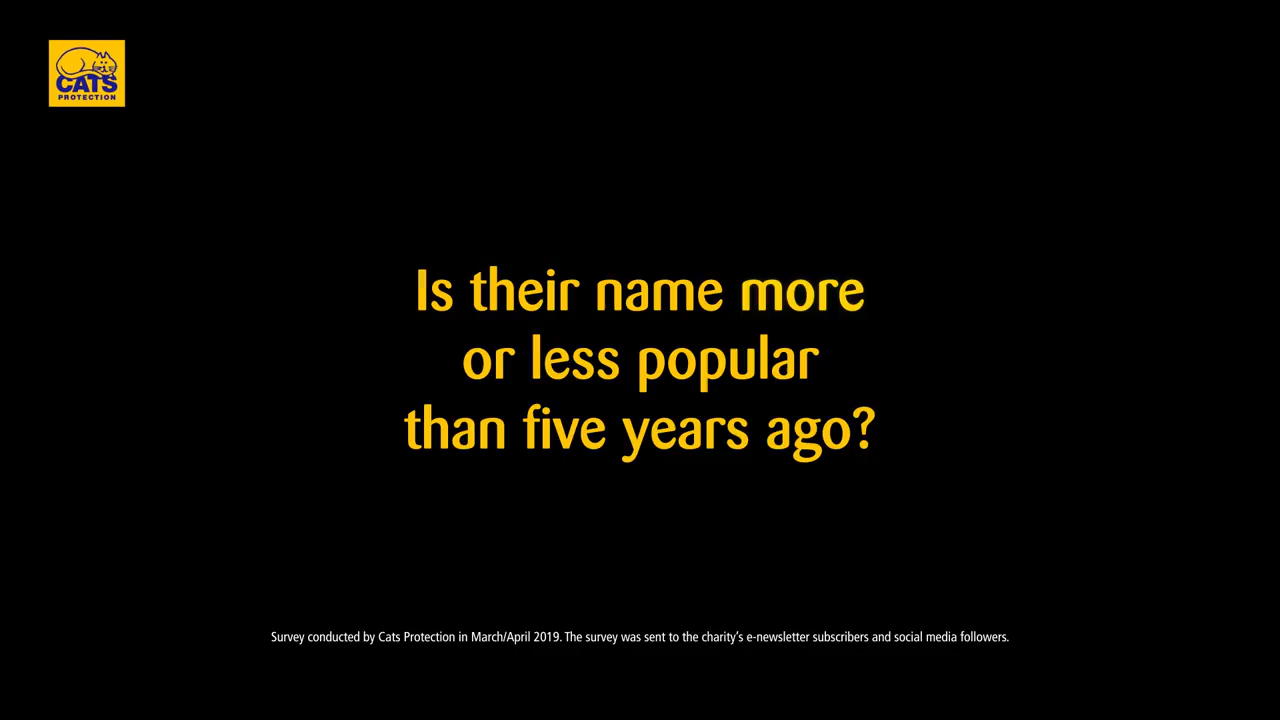 CATS
PROTECTION
Is their name more
or less popular
than five years ago?
Survey conducted by Cats Protection in March/April 2019. The survey was sent to the charity’s e-newsletter subscribers and social media followers.